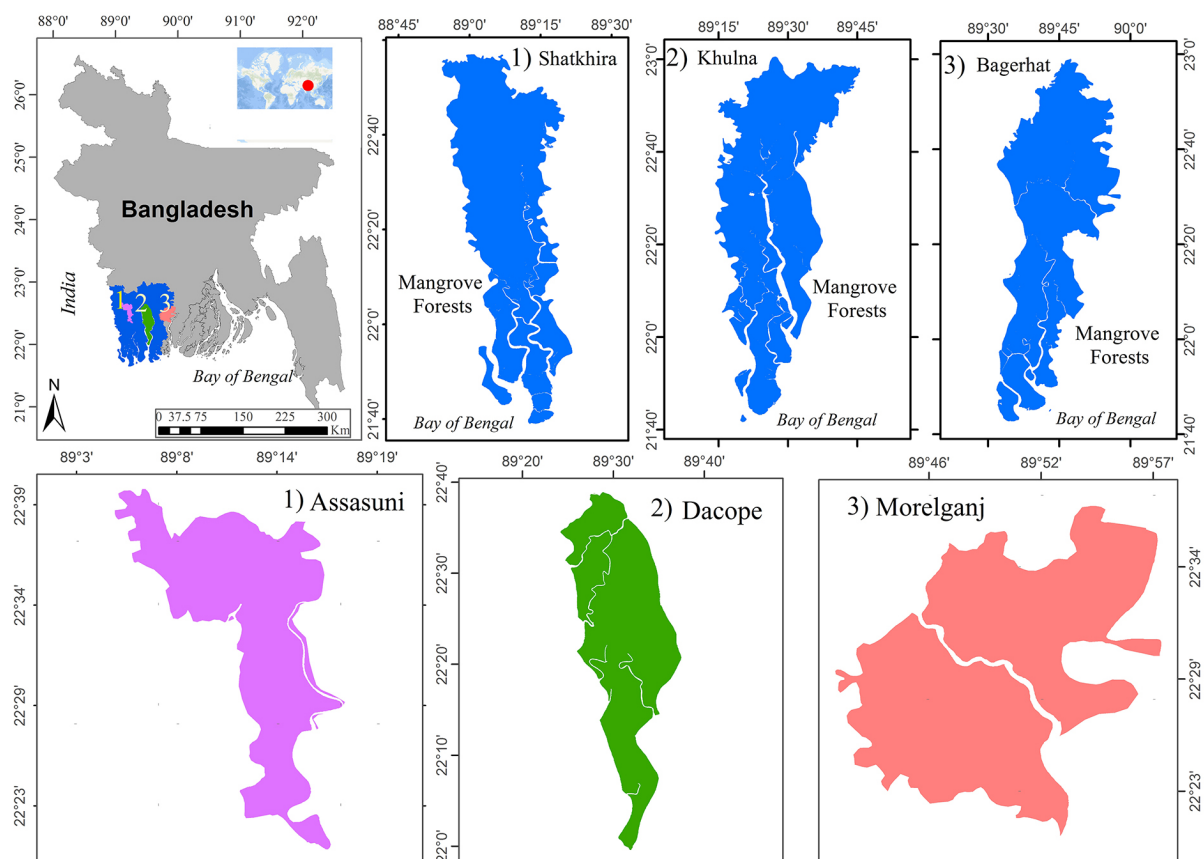 88°0' 89°0' 90°0' 91°0' 92°0'
26°0'
25°0'
24°0'
23°0'
22°0'
21°0'
Bangladesh
India
1 2 3
Bay of Bengal
N
0 37.5 75 150 225 300
Km
88°45' 89°0' 89°15' 89°30'
1) Shatkhira
22°40'
22°20'
22°0'
21°40'
Mangrove
Forests
Bay of Bengal
89°15' 89°30' 89°45'
2) Khulna
23°0'
22°40'
22°20'
22°0'
21°40'
Mangrove
Forests
Bay of Bengal
89°30' 89°45' 90°0'
3) Bagerhat
23°0'
22°40'
22°20'
22°0'
21°40'
Mangrove
Forests
Bay of Bengal
89°3' 89°8' 89°14' 89°19'
1) Assasuni
22°39'
22°34'
22°29'
22°23'
89°20' 89°30' 89°40'
2) Dacope
22°40'
22°30'
22°20'
22°10'
22°0'
89°46' 89°52' 89°57'
3) Morelganj
22°34'
22°29'
22°23'